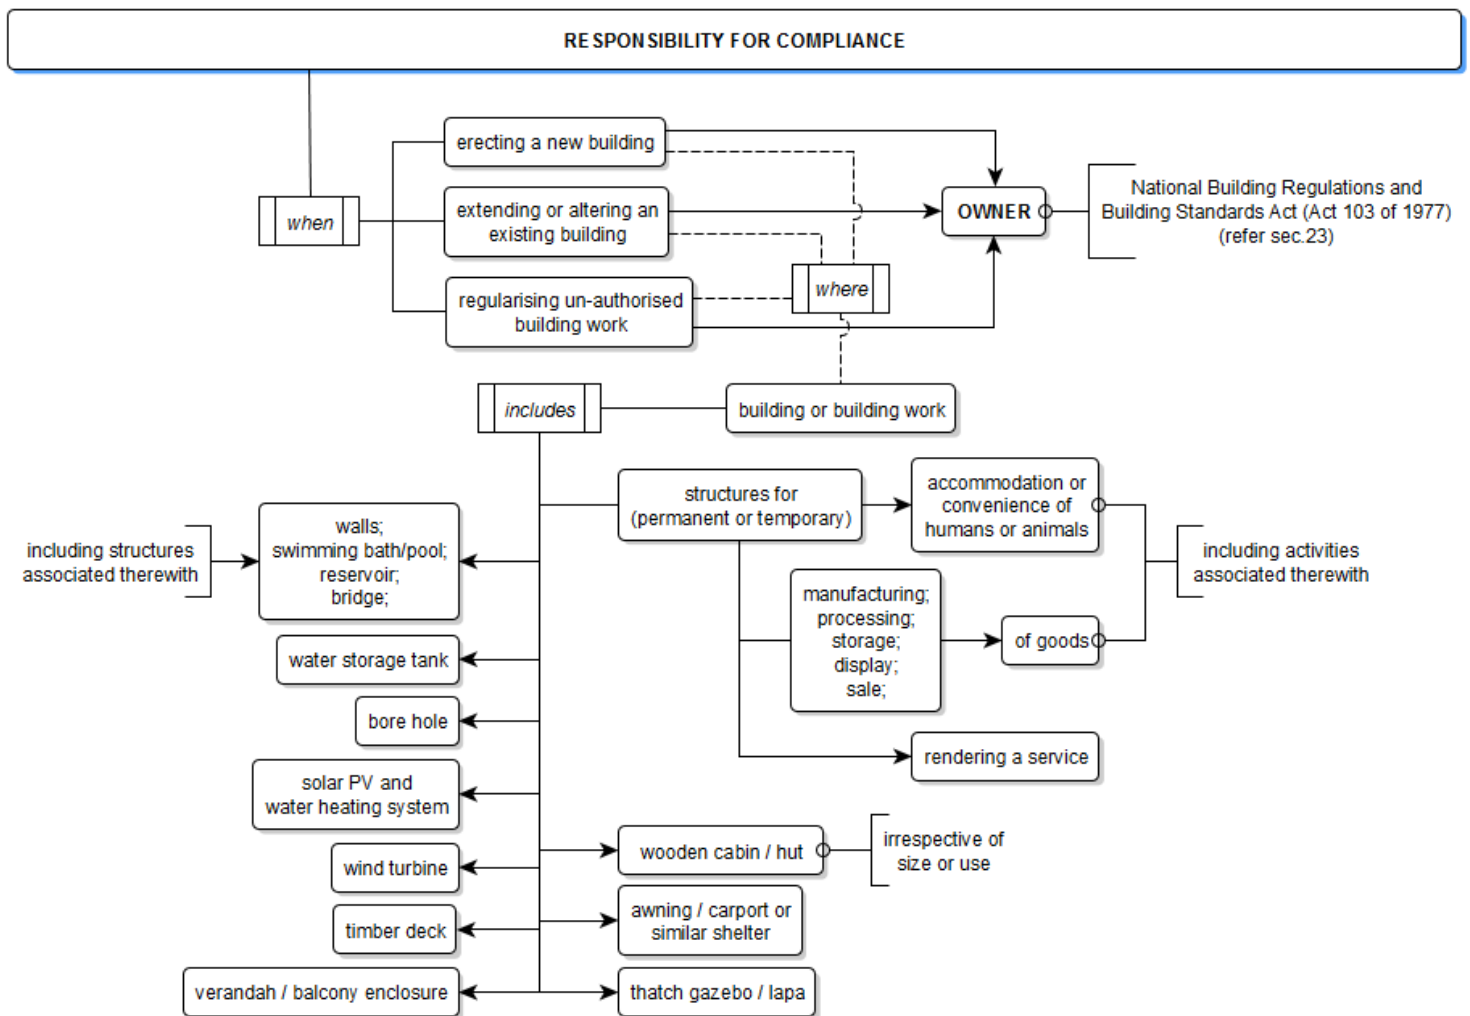 RESPONSIBILITY FOR COMPLIANCE
erecting a new building
when
extending or altering an
existing building
regularising un-authorised
building work
where
OWNER
National Building Regulations and
Building Standards Act (Act 103 of 1977)
(refer sec.23)
includes
building or building work
structures for
(permanent or temporary)
accommodation or
convenience of
humans or animals
including structures
associated therewith
walls;
swimming bath/pool;
reservoir;
bridge;
including activities
associated therewith
manufacturing;
processing;
storage;
display;
sale;
of goods
water storage tank
bore hole
rendering a service
solar PV and
water heating system
wooden cabin / hut
irrespective of
size or use
wind turbine
awning / carport or
similar shelter
timber deck
verandah / balcony enclosure
thatch gazebo / lapa